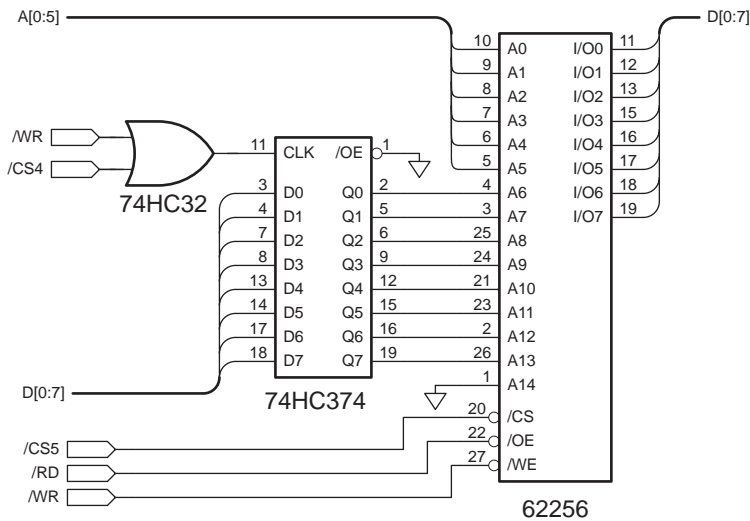 A[0:5]
D[0:7]
10 A0 I/O0 11
9 A1 I/O1 12
8 A2 I/O2 13
7 A3 I/O3 15
6 A4 I/O4 16
5 A5 I/O5 17
4 A6 I/O6 18
3 A7 I/O7 19
25 A8
24 A9
21 A10
23 A11
2 A12
26 A13
1 A14
20 /CS
22 /OE
27 /WE
62256
/WR
/CS4
74HC32
11 CLK /OE 1
3 D0 Q0 2
4 D1 Q1 5
7 D2 Q2 6
8 D3 Q3 9
13 D4 Q4 12
14 D5 Q5 15
17 D6 Q6 16
18 D7 Q7 19
D[0:7]
74HC374
/CS5
/RD
/WR